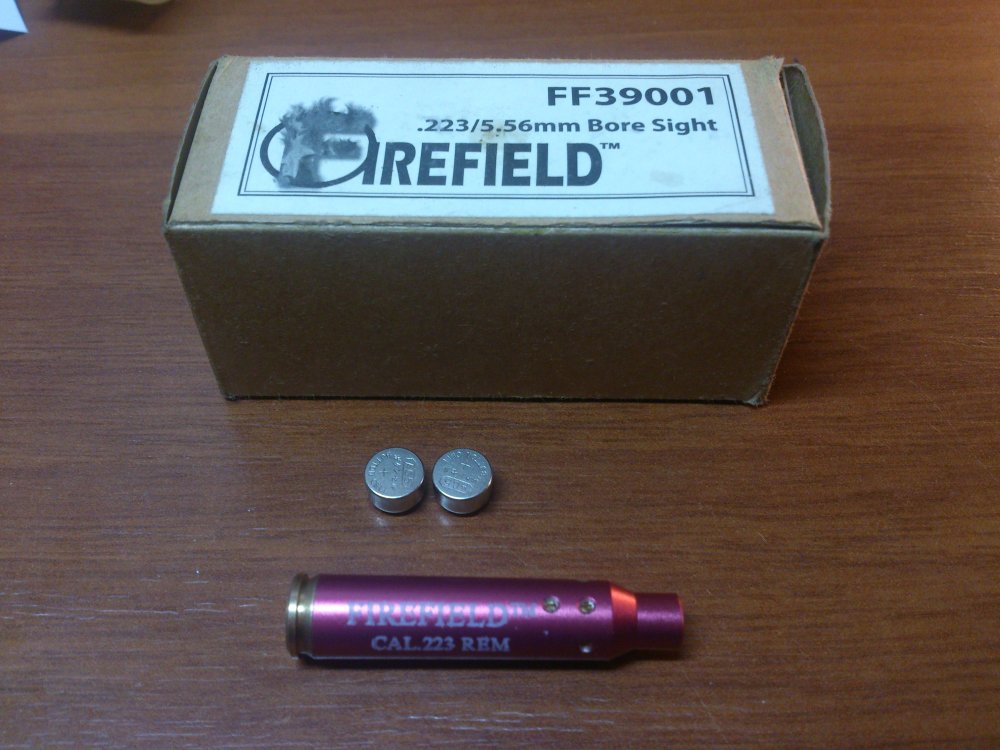 FF39001
.223/5.56mm Bore Sight
FIREFIELD™
FIREFIELD™
CAL.223 REM